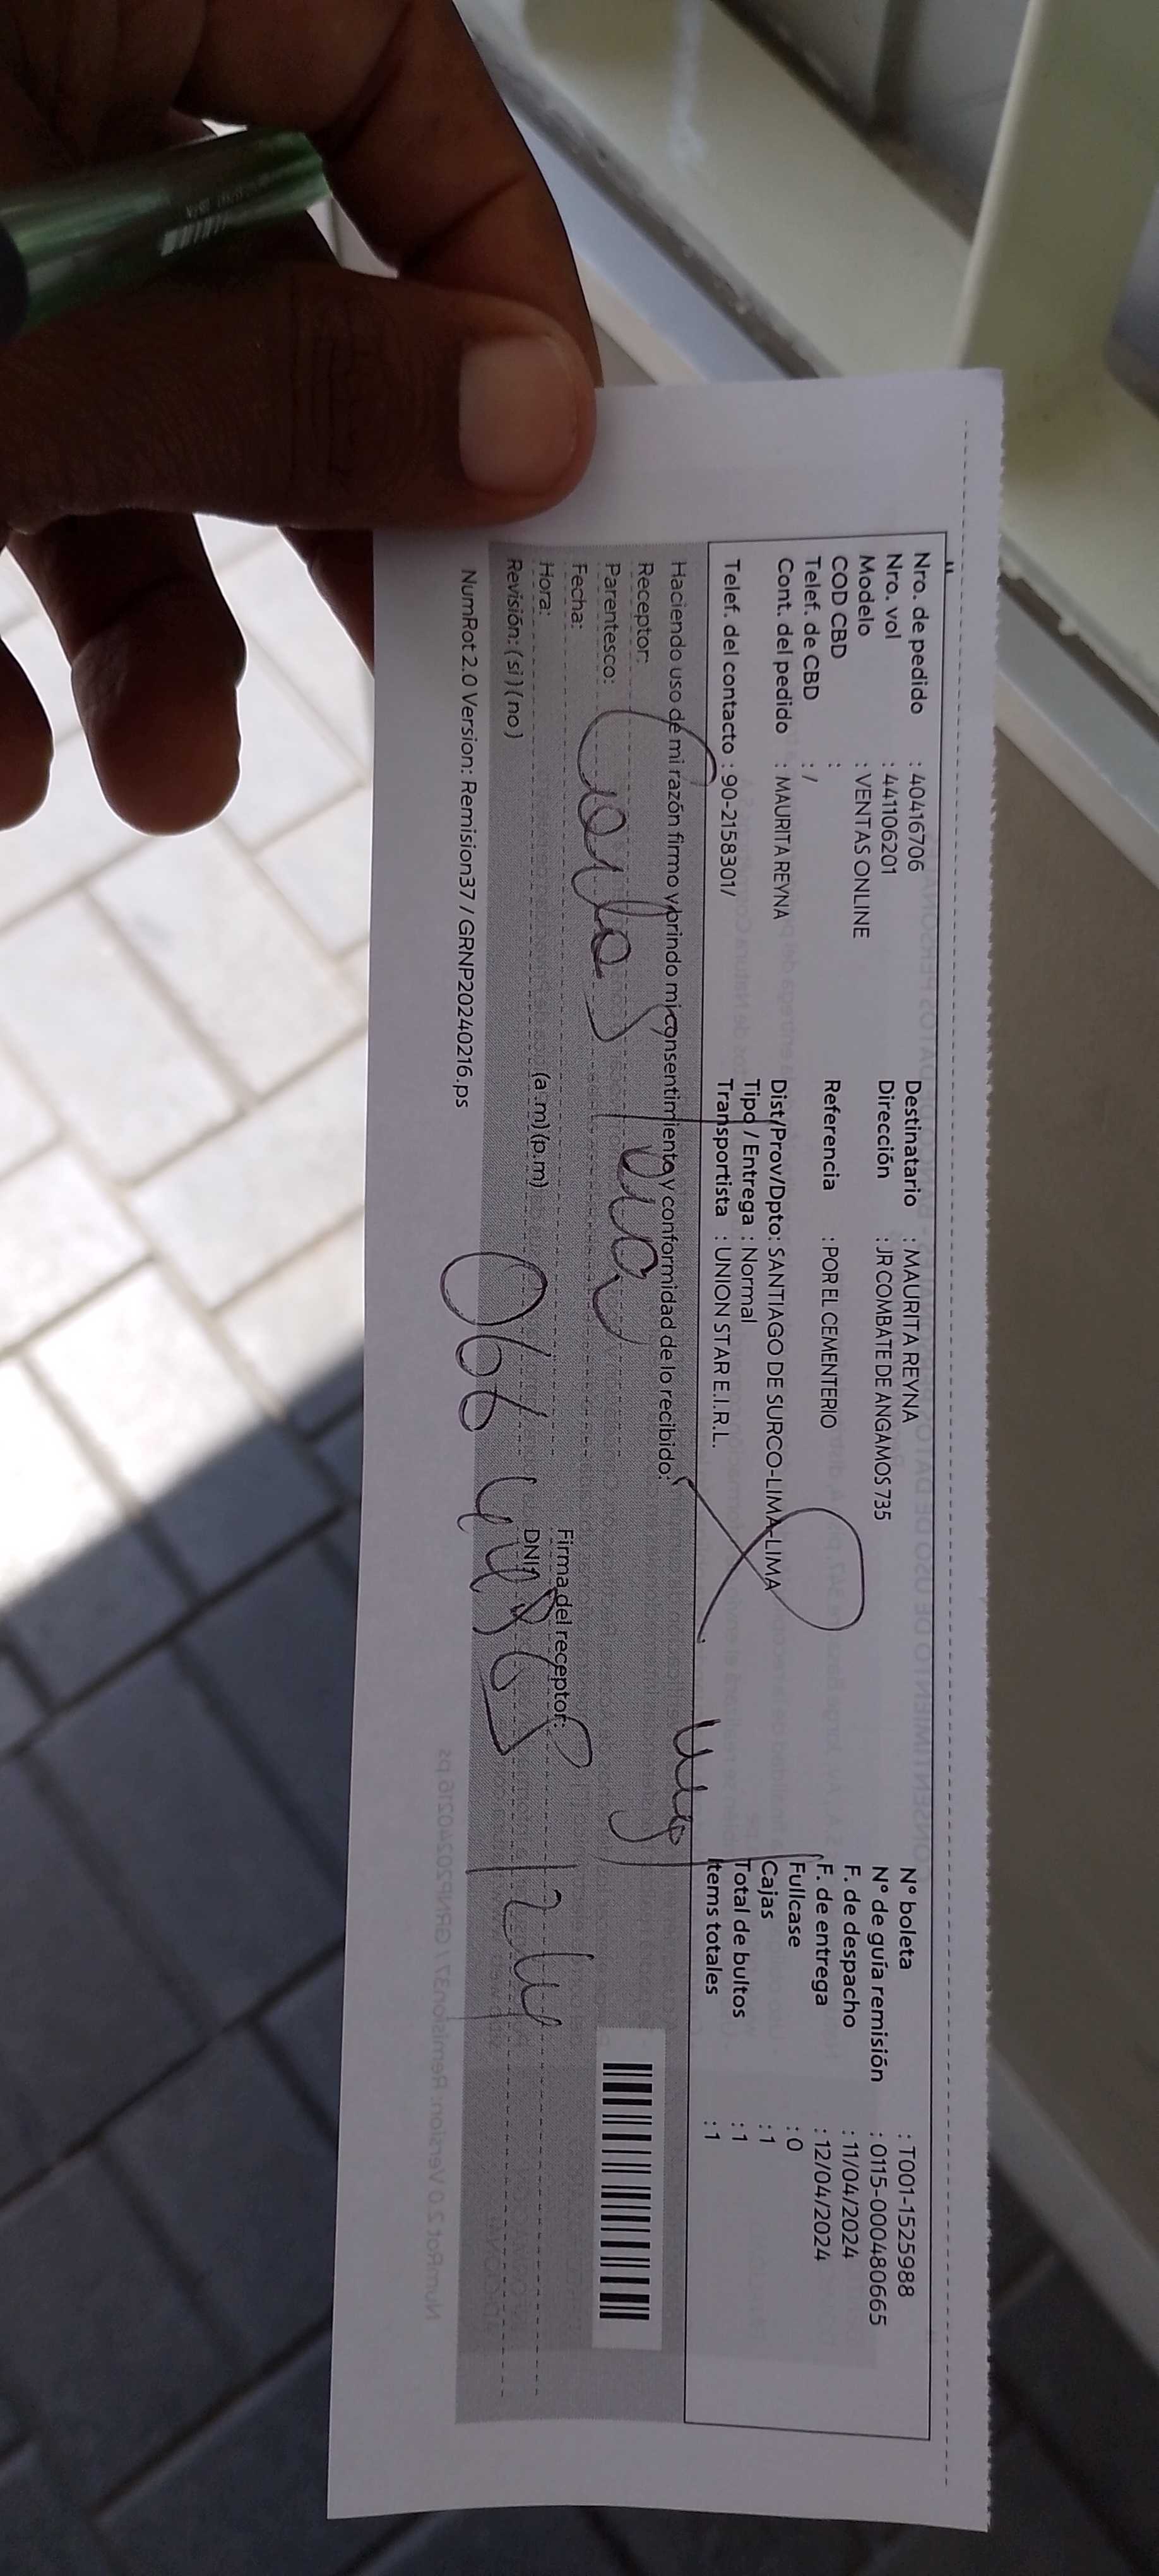 Nro. de pedido : 40416706
Nro. vol : 441106201
Modelo : VENTAS ONLINE
COD CBD :
Telef. de CBD : /
Cont. del pedido : MAURITA REYNA
Telef. del contacto : 90-2158301/
Destinatario : MAURITA REYNA
Dirección : JR COMBATE DE ANGAMOS 735
Referencia : POR EL CEMENTERIO
Dist/Prov/Dpto: SANTIAGO DE SURCO-LIMA-LIMA
Tipo / Entrega : Normal
Transportista : UNION STAR E.I.R.L.
N° boleta : T001-1525988
N° de guía remisión : 0115-000480665
F. de despacho : 11/04/2024
F. de entrega : 12/04/2024
Fullcase : 0
Cajas : 1
Total de bultos : 1
Items totales : 1
Haciendo uso de mi razón firmo y brindo mi consentimiento y conformidad de lo recibido:
Receptor:
Parentesco:
Carlos
Fecha:
Hora: (a.m)(p.m)
Revisión: ( si ) ( no )
Firma del receptor:
DNI:
NumRot 2.0 Version: Remision37 / GRNP20240216.ps